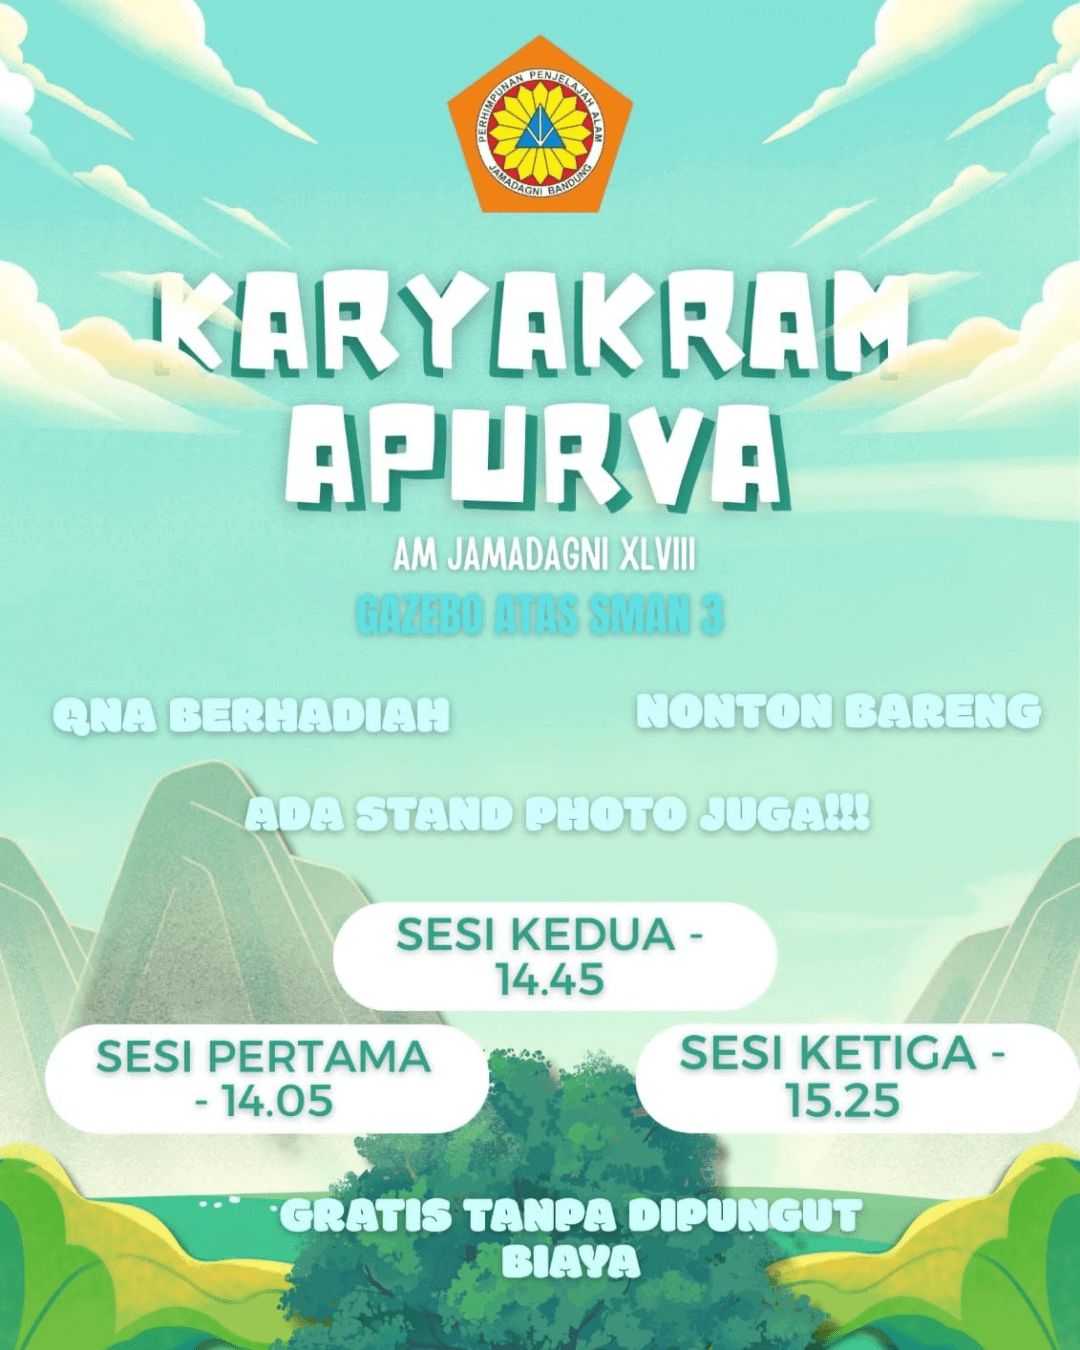 PERHIMPUNAN PENJELAJAH ALAM
JAMADAGNI BANDUNG
KARYAKRAM
APURVA
AM JAMADAGNI XLVIII
GAZEBO ATAS SMAN 3
QNA BERHADIAH
NONTON BARENG
ADA STAND PHOTO JUGA!!!
SESI KEDUA -
14.45
SESI PERTAMA
- 14.05
SESI KETIGA -
15.25
GRATIS TANPA DIPUNGUT
BIAYA